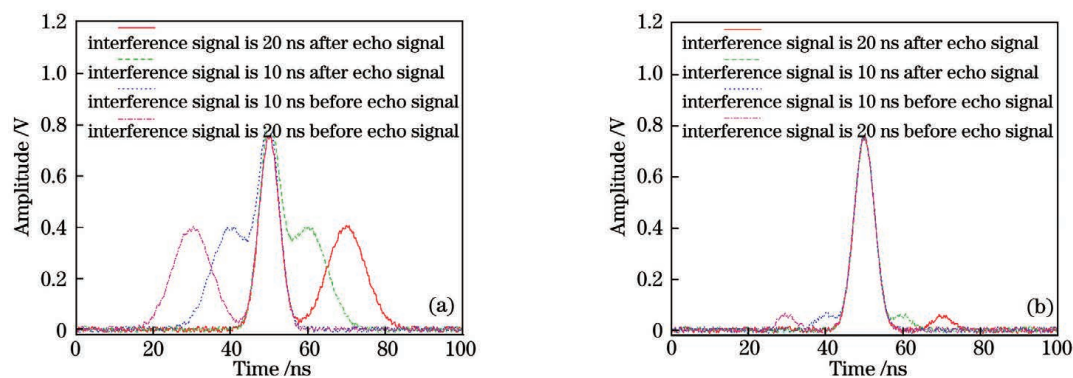 1.2
interference signal is 20 ns after echo signal
1.0
interference signal is 10 ns after echo signal
interference signal is 10 ns before echo signal
0.8
interference signal is 20 ns before echo signal
0.6
0.4
0.2
0
Amplitude /V
(a)
0 20 40 60 80 100
Time /ns
1.2
interference signal is 20 ns after echo signal
1.0
interference signal is 10 ns after echo signal
interference signal is 10 ns before echo signal
0.8
interference signal is 20 ns before echo signal
0.6
0.4
0.2
0
Amplitude /V
(b)
0 20 40 60 80 100
Time /ns